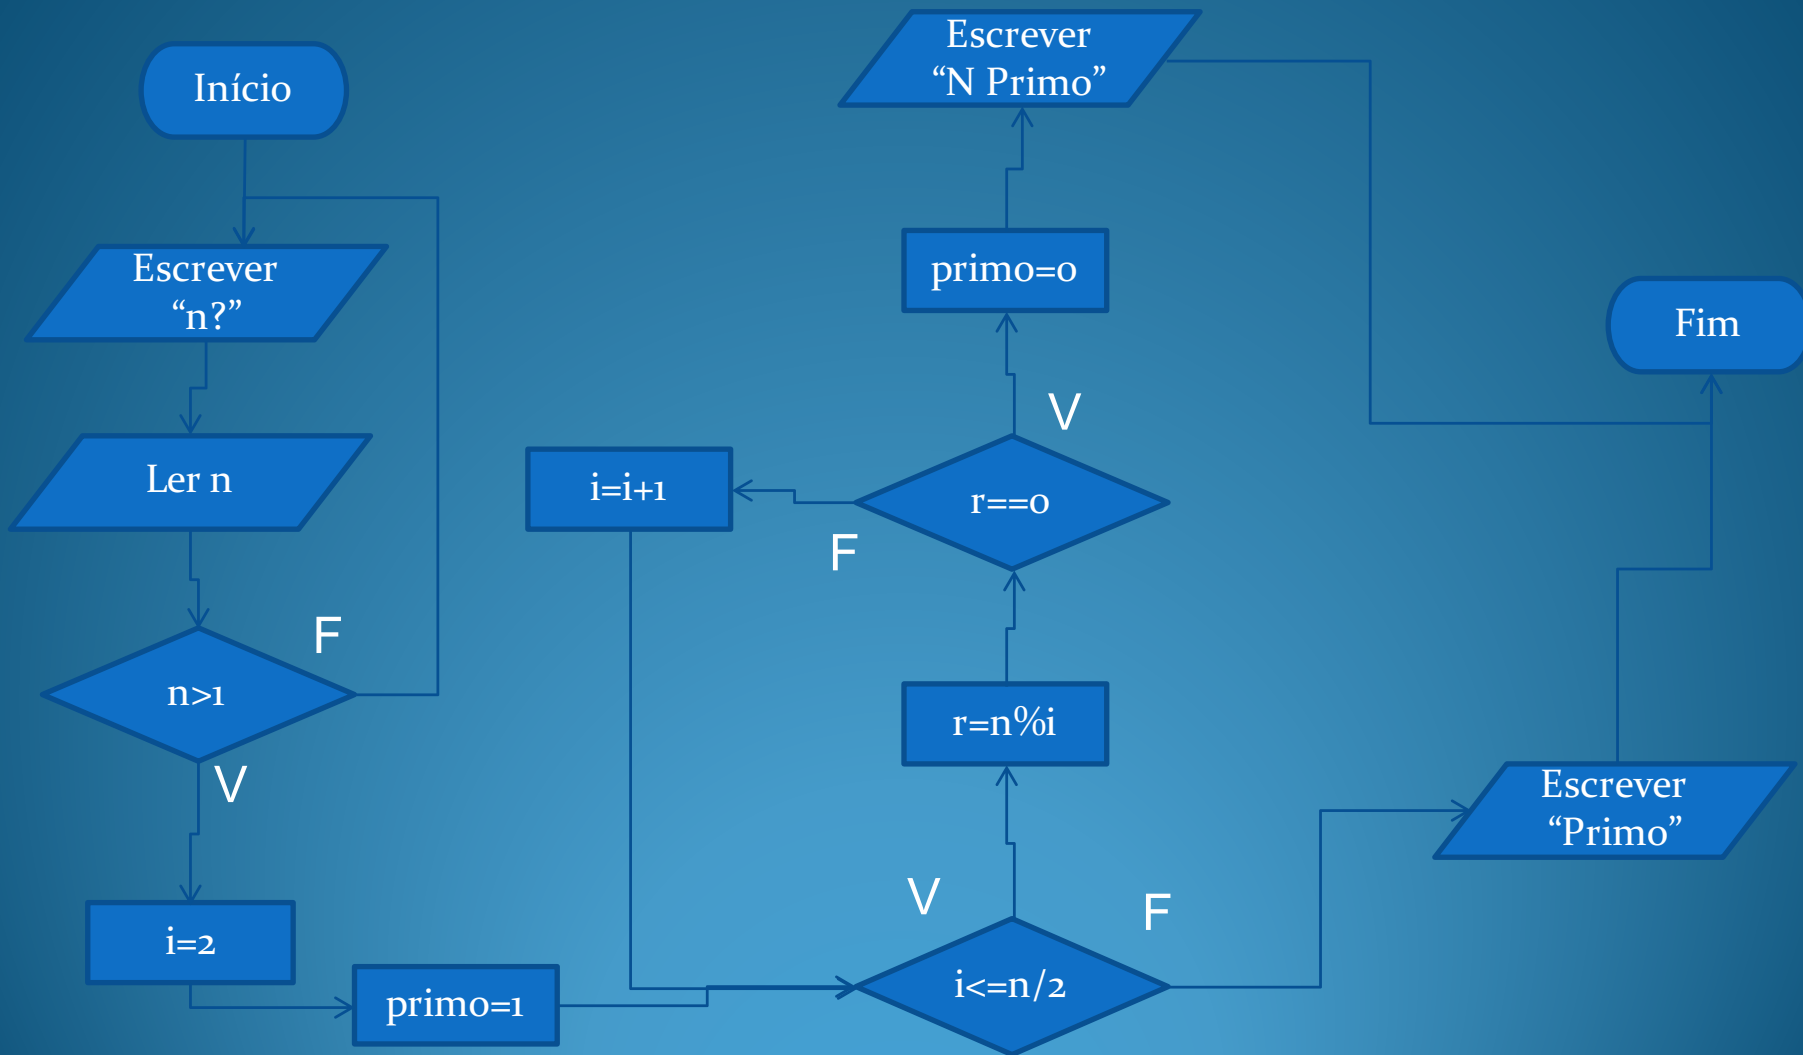 Início
Escrever
“n?”
Ler n
n>1
F
V
i=2
primo=1
i<=n/2
V
F
r=n%i
r==0
V
F
i=i+1
primo=0
Escrever
“N Primo”
Escrever
“Primo”
Fim